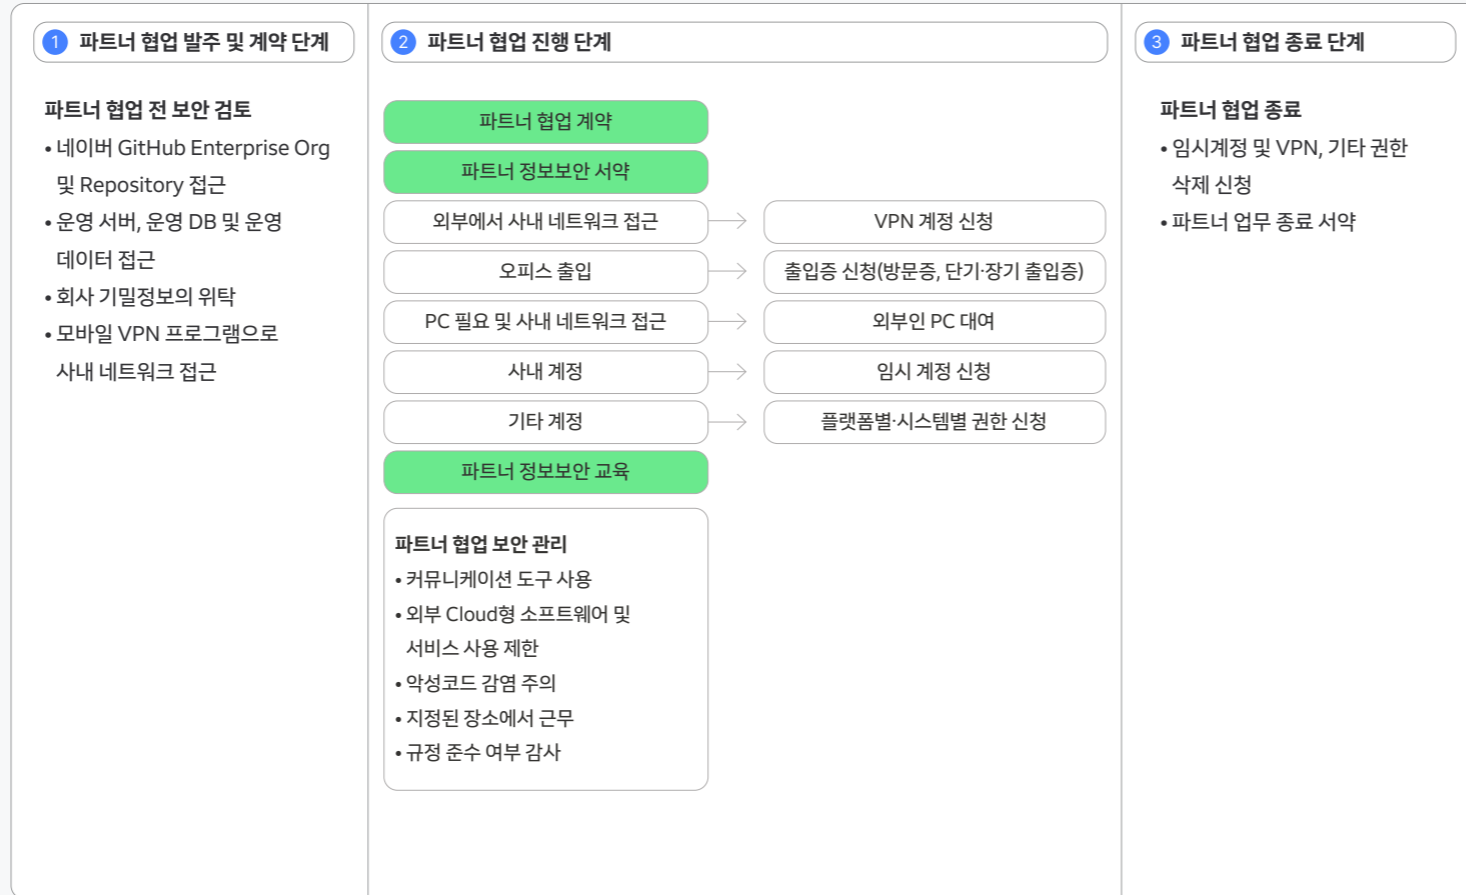 1 파트너 협업 발주 및 계약 단계
파트너 협업 전 보안 검토
• 네이버 GitHub Enterprise Org
및 Repository 접근
• 운영 서버, 운영 DB 및 운영
데이터 접근
• 회사 기밀정보의 위탁
• 모바일 VPN 프로그램으로
사내 네트워크 접근
2 파트너 협업 진행 단계
파트너 협업 계약
파트너 정보보안 서약
외부에서 사내 네트워크 접근
VPN 계정 신청
오피스 출입
출입증 신청(방문증, 단기·장기 출입증)
PC 필요 및 사내 네트워크 접근
외부인 PC 대여
사내 계정
임시 계정 신청
기타 계정
플랫폼별·시스템별 권한 신청
파트너 정보보안 교육
파트너 협업 보안 관리
• 커뮤니케이션 도구 사용
• 외부 Cloud형 소프트웨어 및
서비스 사용 제한
• 악성코드 감염 주의
• 지정된 장소에서 근무
• 규정 준수 여부 감사
3 파트너 협업 종료 단계
파트너 협업 종료
• 임시계정 및 VPN, 기타 권한
삭제 신청
• 파트너 업무 종료 서약